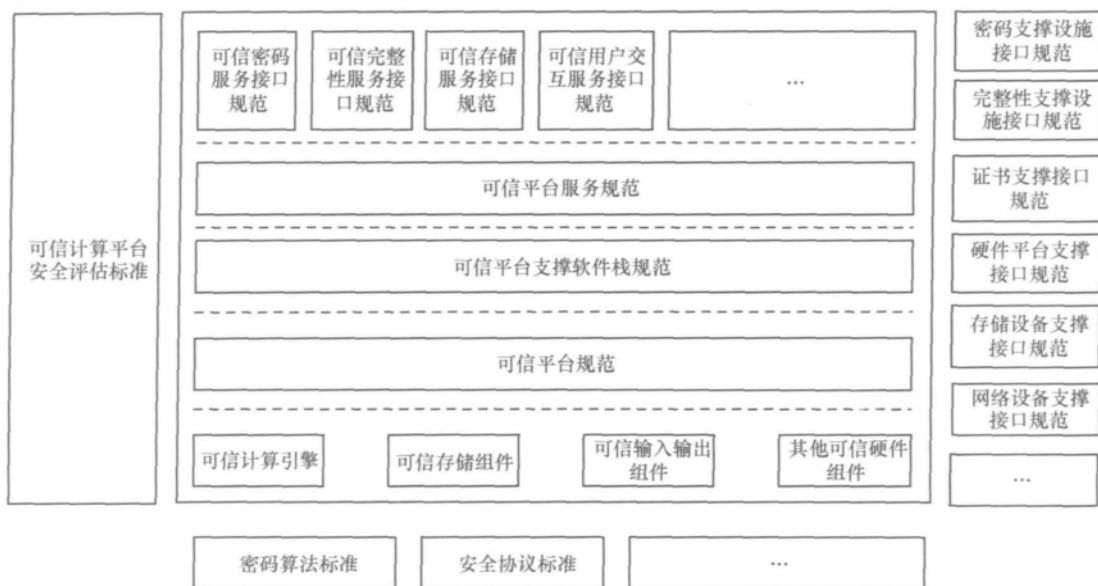 可信计算平台
安全评估标准
可信密码
服务接口
规范
可信完整
性服务接
口规范
可信存储
服务接口
规范
可信用户交
互服务接口
规范
…
可信平台服务规范
可信平台支撑软件栈规范
可信平台规范
可信计算引擎
可信存储组件
可信输入输出
组件
其他可信硬件
组件
密码支撑设施
接口规范
完整性支撑设
施接口规范
证书支撑接口
规范
硬件平台支撑
接口规范
存储设备支撑
接口规范
网络设备支撑
接口规范
…
密码算法标准
安全协议标准
…